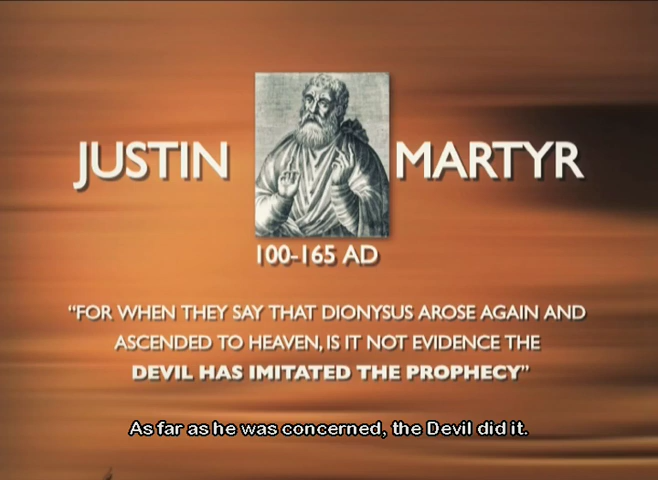 JUSTIN MARTYR
100-165 AD
"FOR WHEN THEY SAY THAT DIONYSUS AROSE AGAIN AND
ASCENDED TO HEAVEN, IS IT NOT EVIDENCE THE
DEVIL HAS IMITATED THE PROPHECY"
As far as he was concerned, the Devil did it.